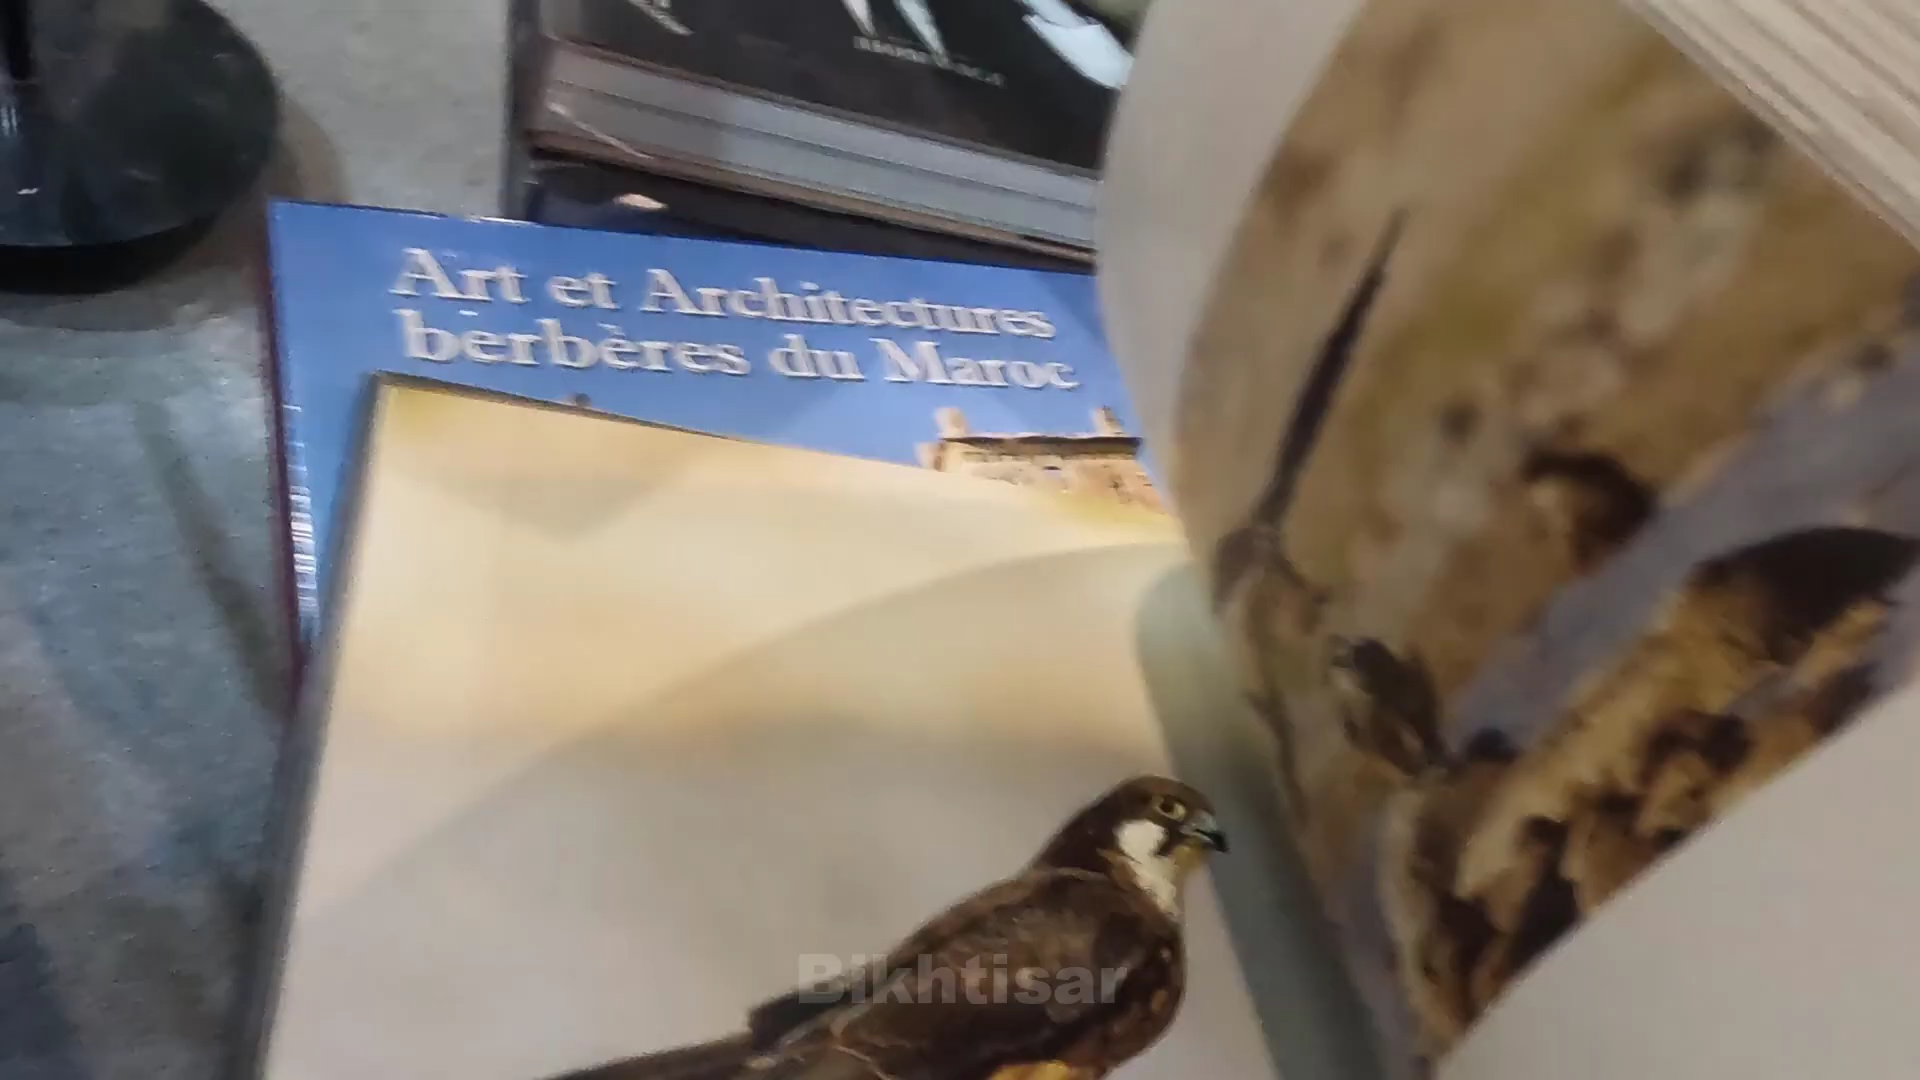 Art et Architectures
berbères du Maroc
Bikhtisar